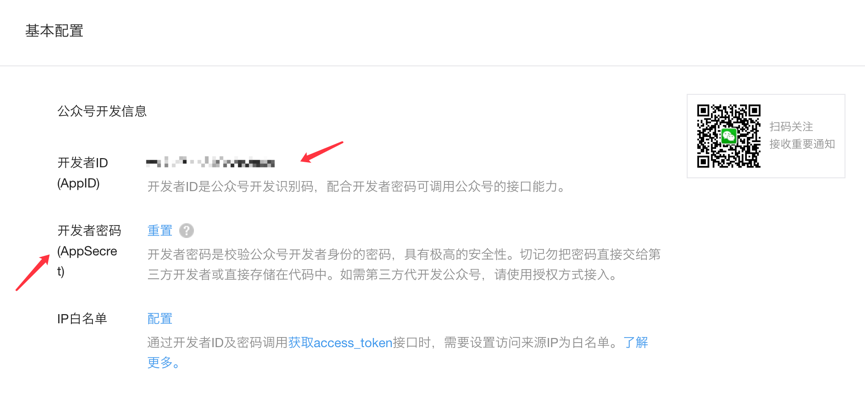 基本配置
公众号开发信息
扫码关注
接收重要通知
开发者ID
(AppID)
开发者ID是公众号开发识别码，配合开发者密码可调用公众号的接口能力。
开发者密码
(AppSecre
t)
重置 ?
开发者密码是校验公众号开发者身份的密码，具有极高的安全性。切记勿把密码直接交给第
三方开发者或直接存储在代码中。如需第三方代开发公众号，请使用授权方式接入。
IP白名单
配置
通过开发者ID及密码调用获取access_token接口时，需要设置访问来源IP为白名单。了解
更多。